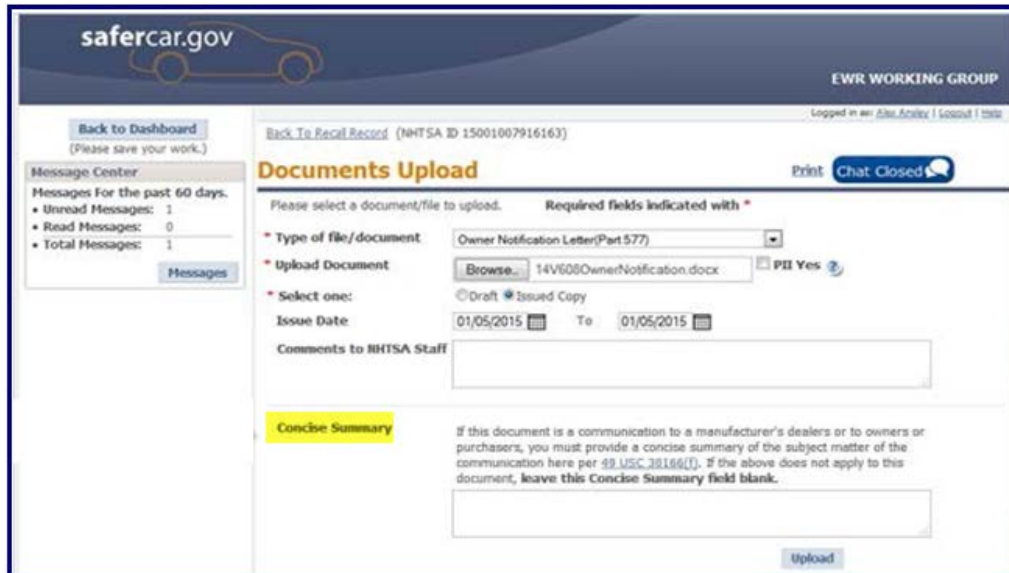 safercar.gov
EWR WORKING GROUP
Logged in as: Alex Ansley | Logout | Help
Back to Dashboard
(Please save your work.)
Message Center
Messages For the past 60 days.
• Unread Messages: 1
• Read Messages: 0
• Total Messages: 1
Messages
Back To Recall Record (NHTSA ID 15001007916163)
Documents Upload
Print Chat Closed
Please select a document/file to upload. Required fields indicated with *
* Type of file/document Owner Notification Letter(Part 577)
* Upload Document Browse.. 14V608OwnerNotification.docx PII Yes
* Select one: Draft Issued Copy
Issue Date 01/05/2015 To 01/05/2015
Comments to NHTSA Staff
Concise Summary
If this document is a communication to a manufacturer's dealers or to owners or
purchasers, you must provide a concise summary of the subject matter of the
communication here per 49 USC 30166(f). If the above does not apply to this
document, leave this Concise Summary field blank.
Upload